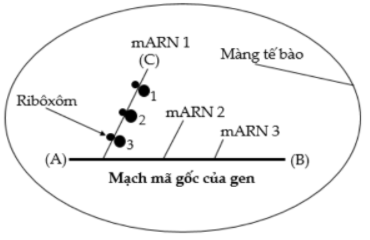 mARN 1
(C)
Màng tế bào
Ribôxôm
1
mARN 2
2
mARN 3
3
(A)
(B)
Mạch mã gốc của gen